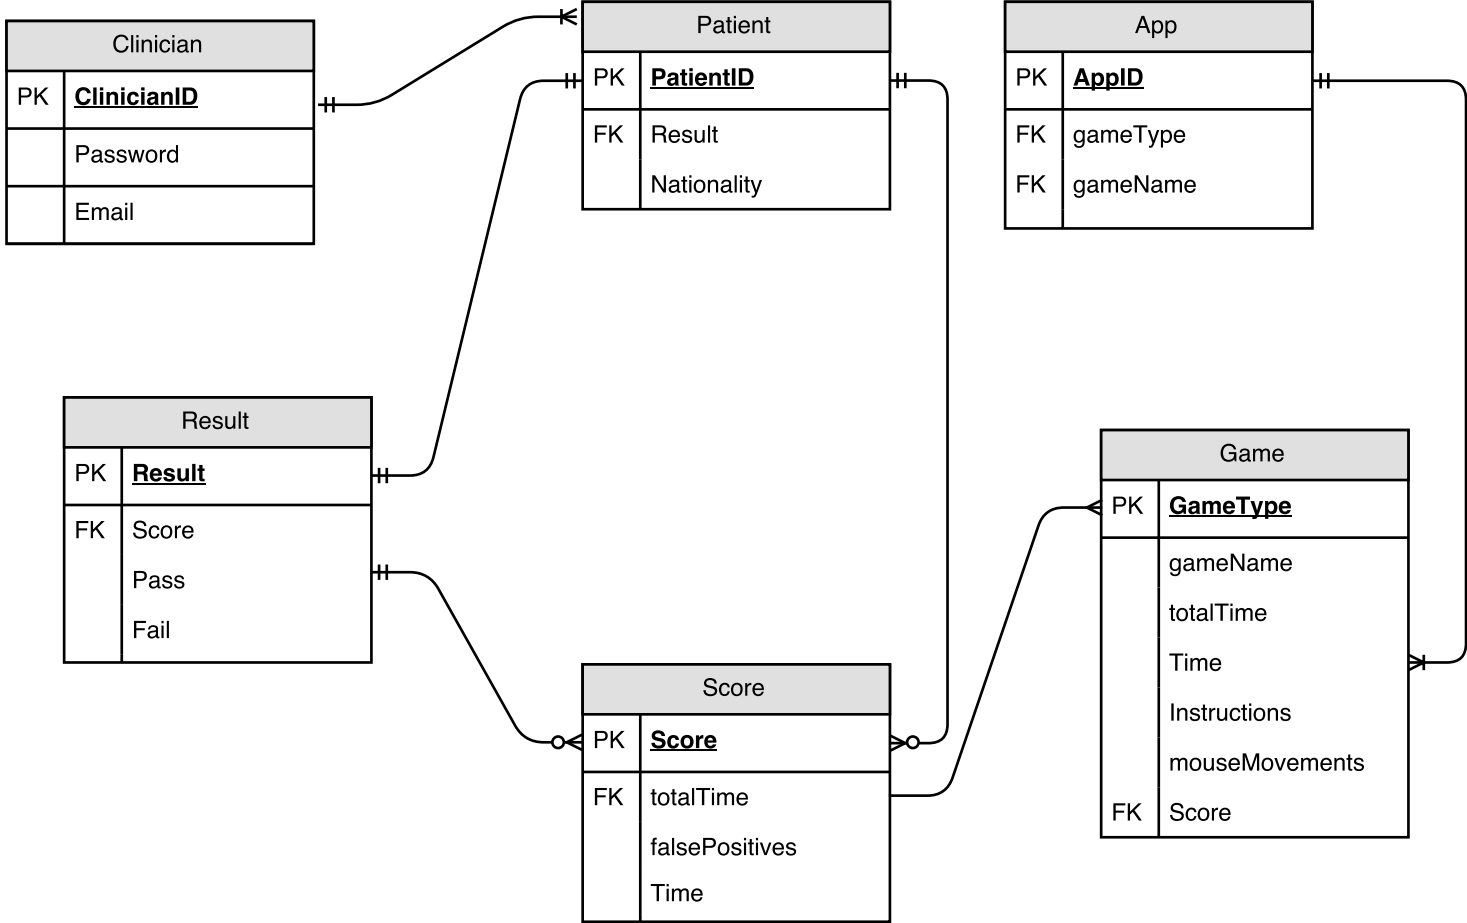 Clinician
PK ClinicianID
Password
Email
Patient
PK PatientID
FK Result
Nationality
App
PK AppID
FK gameType
FK gameName
Result
PK Result
FK Score
Pass
Fail
Game
PK GameType
gameName
totalTime
Time
Instructions
mouseMovements
FK Score
Score
PK Score
FK totalTime
falsePositives
Time